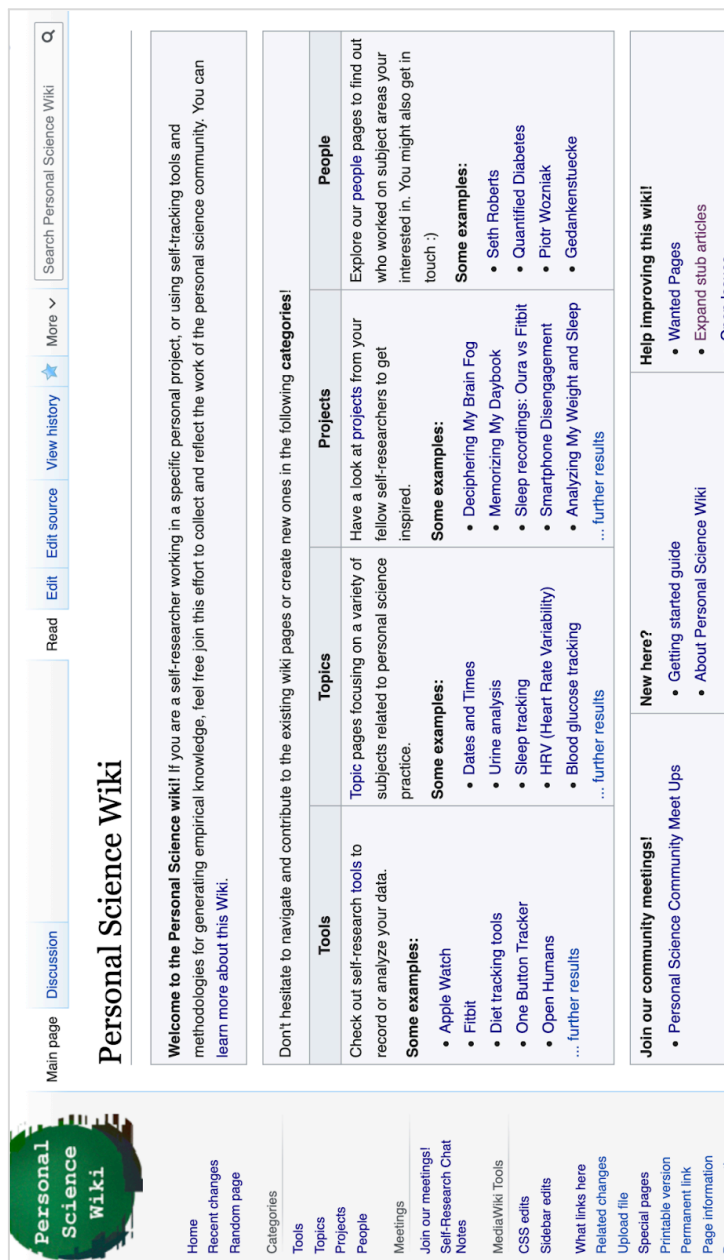 Personal
Science
Wiki
Home
Recent changes
Random page
Categories
Tools
Topics
Projects
People
Meetings
Join our meetings!
Self-Research Chat
Notes
MediaWiki Tools
CSS edits
Sidebar edits
What links here
Related changes
Upload file
Special pages
Printable version
Permanent link
Page information
Main page Discussion Read Edit Edit source View history More Search Personal Science Wiki
Personal Science Wiki
Welcome to the Personal Science wiki! If you are a self-researcher working in a specific personal project, or using self-tracking tools and
methodologies for generating empirical knowledge, feel free join this effort to collect and reflect the work of the personal science community. You can
learn more about this Wiki.
Don't hesitate to navigate and contribute to the existing wiki pages or create new ones in the following categories!
Tools
Check out self-research tools to
record or analyze your data.
Some examples:
• Apple Watch
• Fitbit
• Diet tracking tools
• One Button Tracker
• Open Humans
... further results
Topics
Topic pages focusing on a variety of
subjects related to personal science
practice.
Some examples:
• Dates and Times
• Urine analysis
• Sleep tracking
• HRV (Heart Rate Variability)
• Blood glucose tracking
... further results
Projects
Have a look at projects from your
fellow self-researchers to get
inspired.
Some examples:
• Deciphering My Brain Fog
• Memorizing My Daybook
• Sleep recordings: Oura vs Fitbit
• Smartphone Disengagement
• Analyzing My Weight and Sleep
... further results
People
Explore our people pages to find out
who worked on subject areas your
interested in. You might also get in
touch :)
Some examples:
• Seth Roberts
• Quantified Diabetes
• Piotr Wozniak
• Gedankenstuecke
Join our community meetings!
• Personal Science Community Meet Ups
New here?
• Getting started guide
• About Personal Science Wiki
Help improving this wiki!
• Wanted Pages
• Expand stub articles